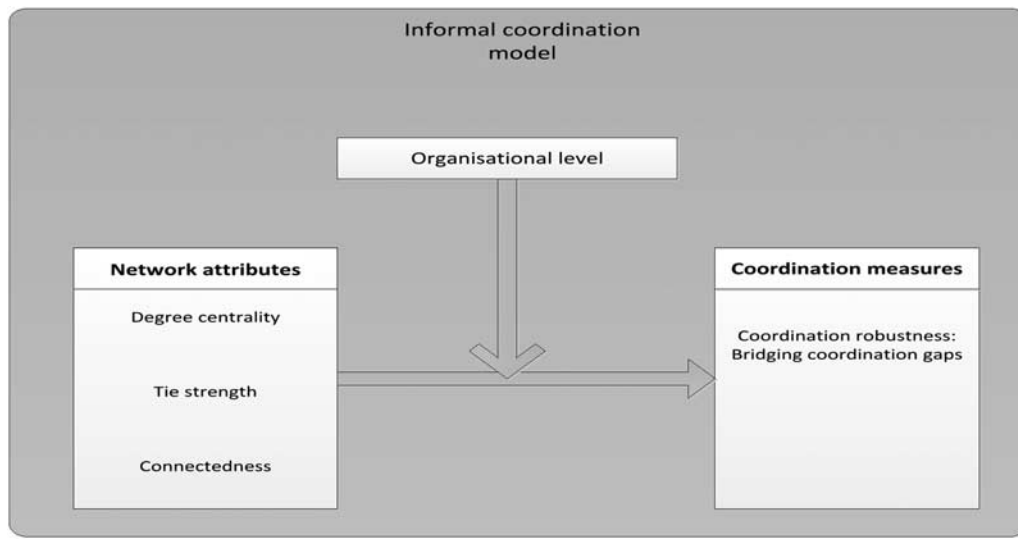 Informal coordination
model
Organisational level
Network attributes
Degree centrality
Tie strength
Connectedness
Coordination measures
Coordination robustness:
Bridging coordination gaps